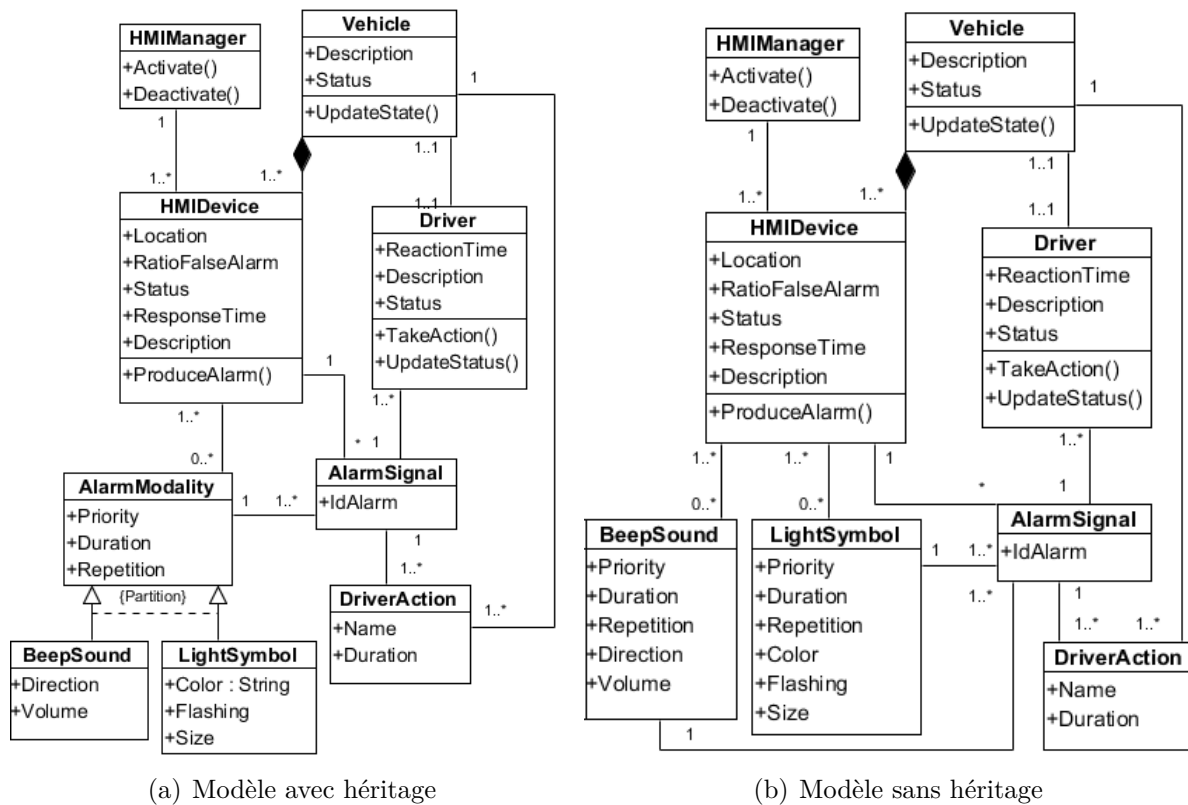 HMIManager
+Activate()
+Deactivate()
Vehicle
+Description
+Status
+UpdateState()
1
1
1..*
1..*
1..1
1..1
HMIDevice
+Location
+RatioFalseAlarm
+Status
+ResponseTime
+Description
+ProduceAlarm()
Driver
+ReactionTime
+Description
+Status
+TakeAction()
+UpdateStatus()
1
1..*
1..*
*
1
0..*
AlarmModality
+Priority
+Duration
+Repetition
1
1..*
AlarmSignal
+IdAlarm
1
1..*
{Partition}
DriverAction
+Name
+Duration
1..*
BeepSound
+Direction
+Volume
LightSymbol
+Color : String
+Flashing
+Size
(a) Modèle avec héritage
HMIManager
+Activate()
+Deactivate()
Vehicle
+Description
+Status
+UpdateState()
1
1
1..*
1..*
1..1
1..1
HMIDevice
+Location
+RatioFalseAlarm
+Status
+ResponseTime
+Description
+ProduceAlarm()
Driver
+ReactionTime
+Description
+Status
+TakeAction()
+UpdateStatus()
1..*
1..*
1
1..*
*
1
0..*
0..*
BeepSound
+Priority
+Duration
+Repetition
+Direction
+Volume
LightSymbol
+Priority
+Duration
+Repetition
+Color
+Flashing
+Size
1
1..*
1..*
AlarmSignal
+IdAlarm
1
1..*
1..*
DriverAction
+Name
+Duration
1
(b) Modèle sans héritage